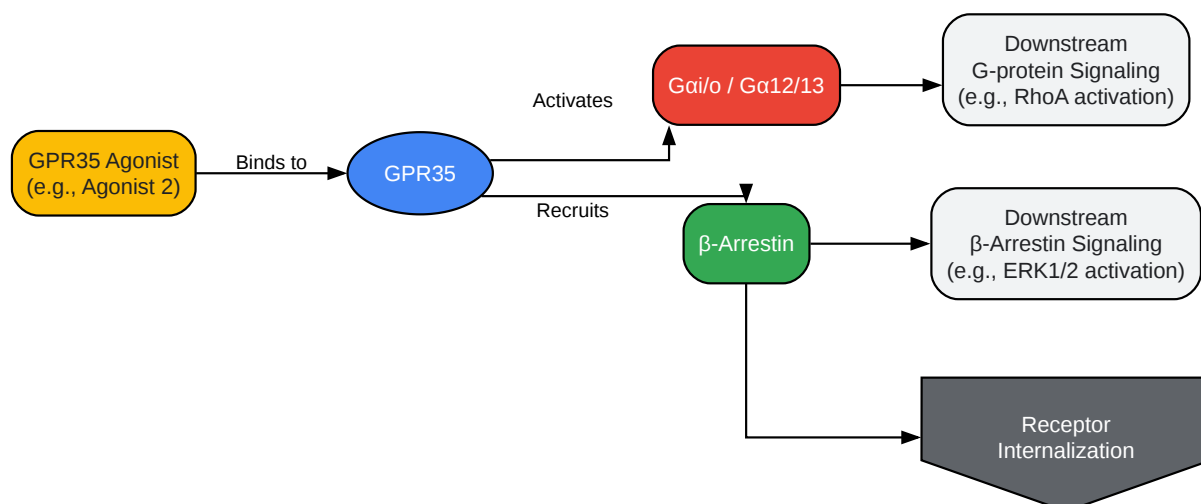 GPR35 Agonist
(e.g., Agonist 2)
Binds to
GPR35
Activates
Recruits
Gαi/o / Gα12/13
Downstream
G-protein Signaling
(e.g., RhoA activation)
β-Arrestin
Downstream
β-Arrestin Signaling
(e.g., ERK1/2 activation)
Receptor
Internalization